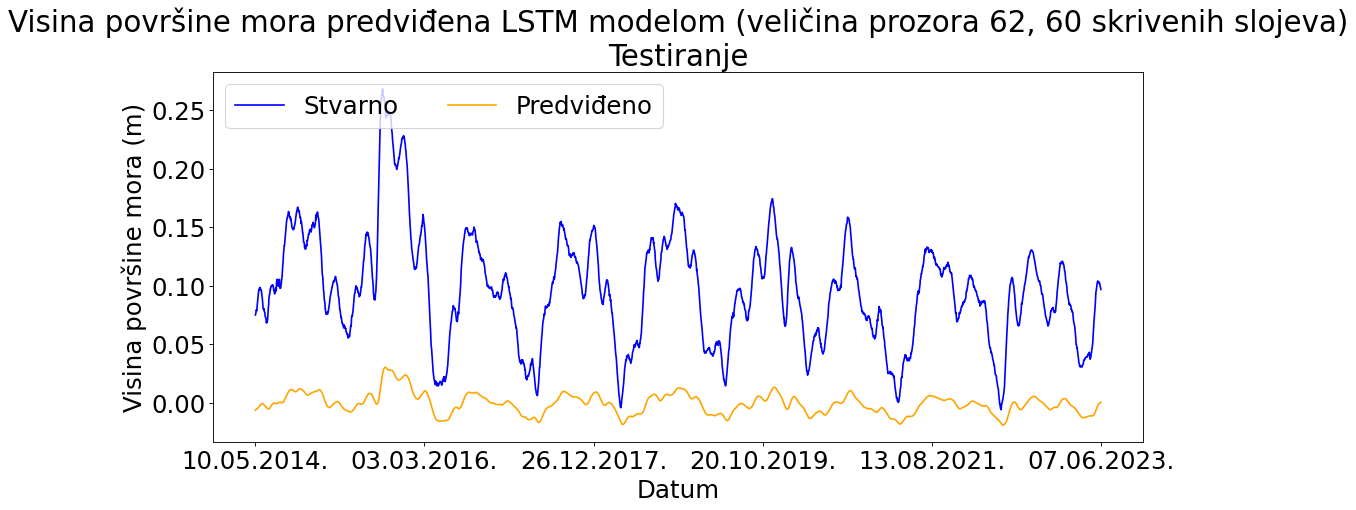 Visina površine mora predviđena LSTM modelom (veličina prozora 62, 60 skrivenih slojeva)
Testiranje
Stvarno Predviđeno
Visina površine mora (m)
0.25
0.20
0.15
0.10
0.05
0.00
10.05.2014. 03.03.2016. 26.12.2017. 20.10.2019. 13.08.2021. 07.06.2023.
Datum